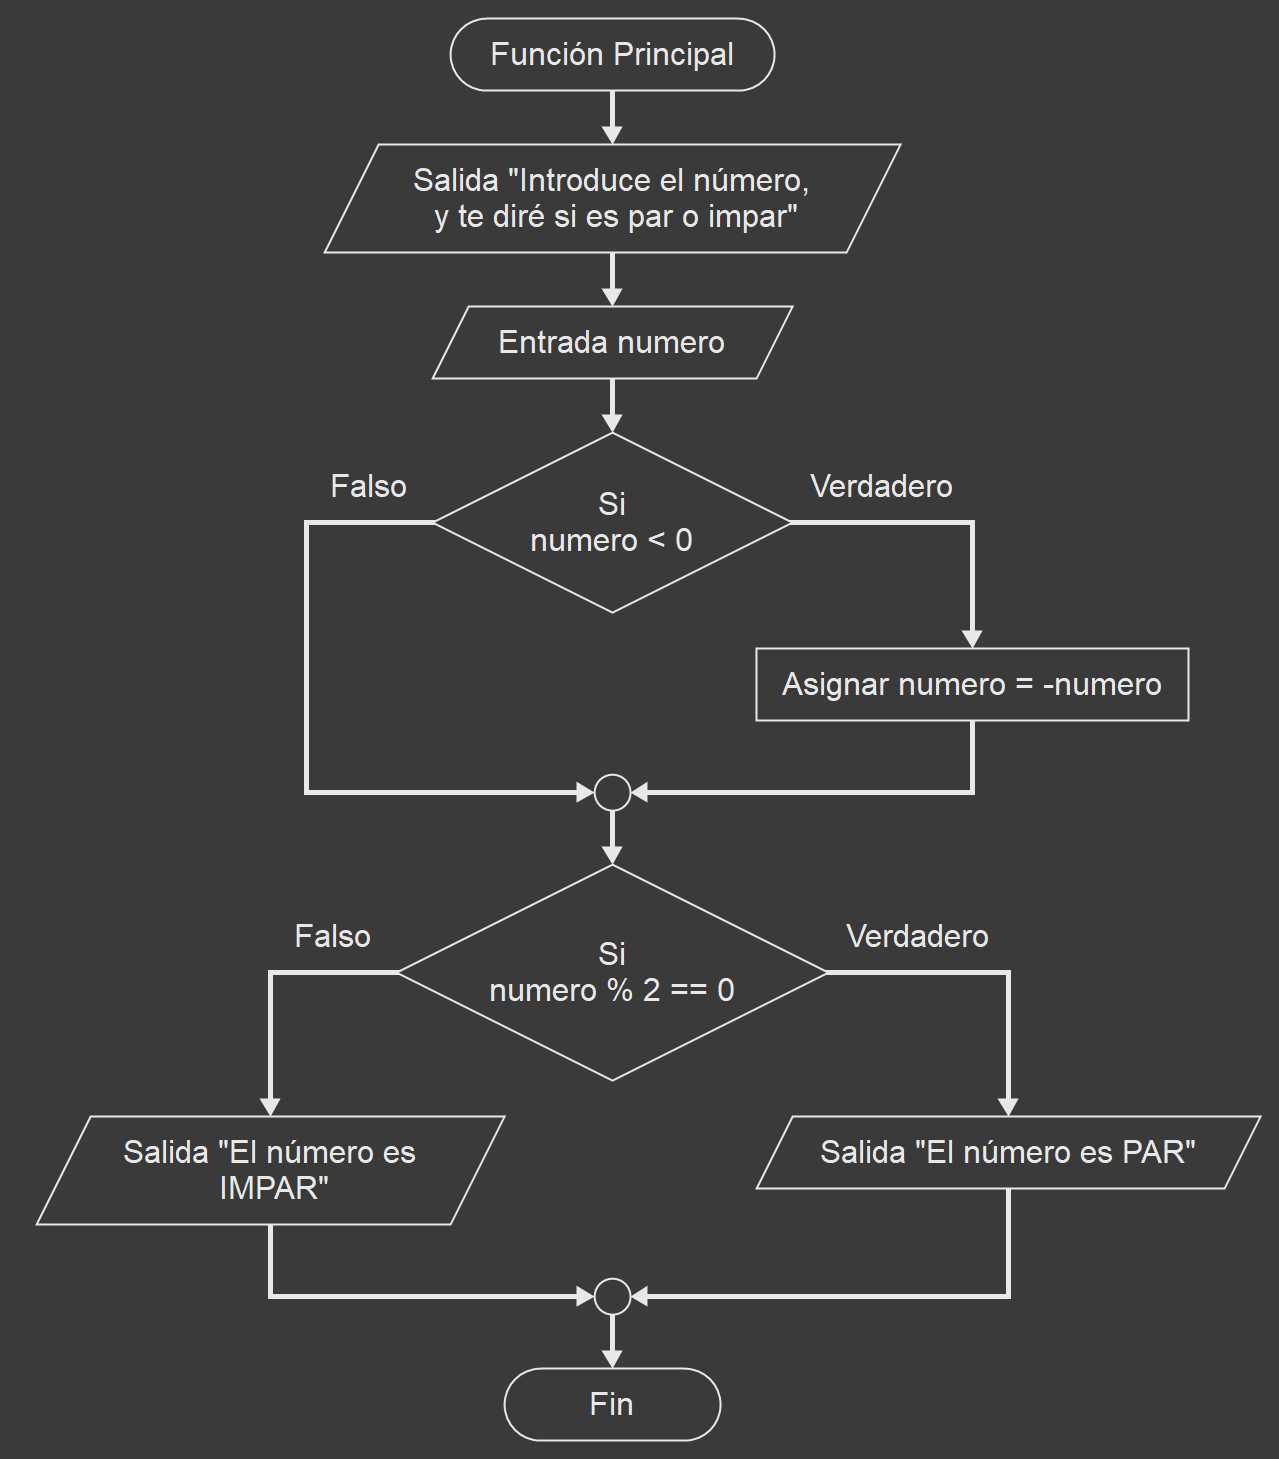 Función Principal
Salida "Introduce el número,
y te diré si es par o impar"
Entrada numero
Falso
Verdadero
Si
numero < 0
Asignar numero = -numero
Falso
Verdadero
Si
numero % 2 == 0
Salida "El número es
IMPAR"
Salida "El número es PAR"
Fin